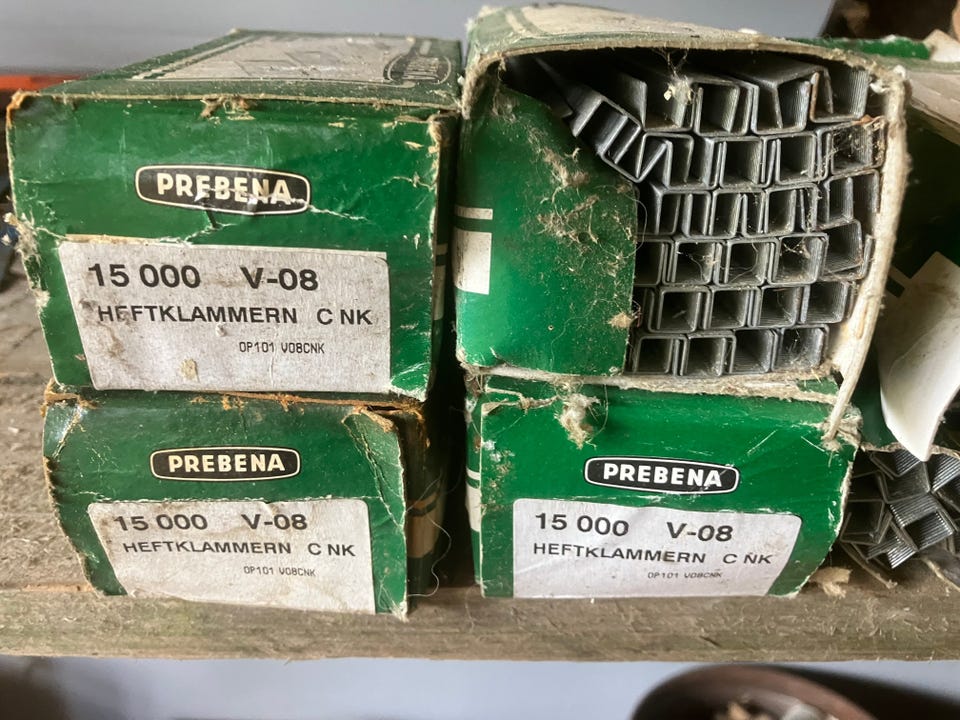 PREBENA
15 000 V-08
HEFTKLAMMERN C NK
OP101 V08CNK
PREBENA
15 000 V-08
HEFTKLAMMERN C NK
OP101 V08CNK
PREBENA
15 000 V-08
HEFTKLAMMERN C NK
OP101 V08CNK